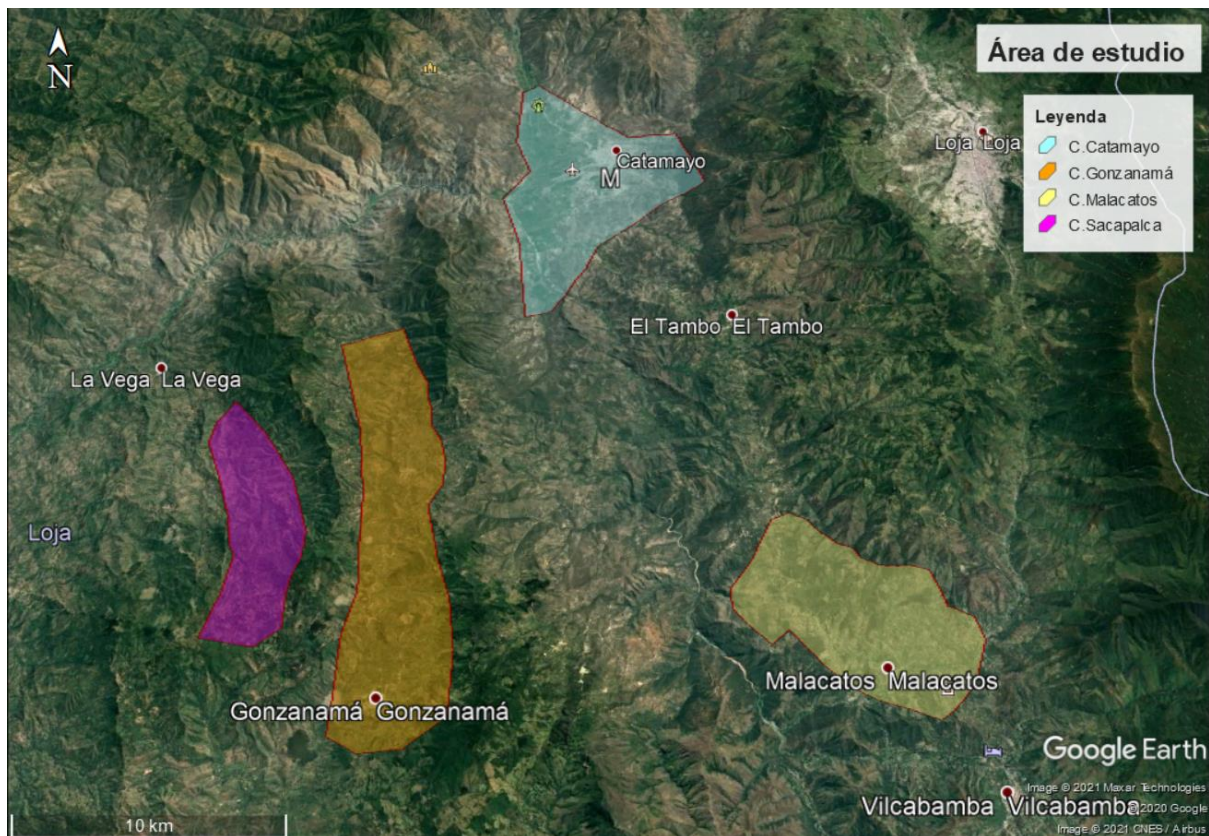 N
Área de estudio
Leyenda
C.Catamayo
C.Gonzanamá
C.Malacatos
C.Sacapalca
Loja Loja
Catamayo
M
El Tambo El Tambo
La Vega La Vega
Loja
Malacatos Malacatos
Gonzanamá Gonzanamá
Google Earth
Image © 2021 Maxar Technologies
Vilcabamba Vilcabamba
© 2020 Google
10 km
Image © 2021 CNES / Airbus